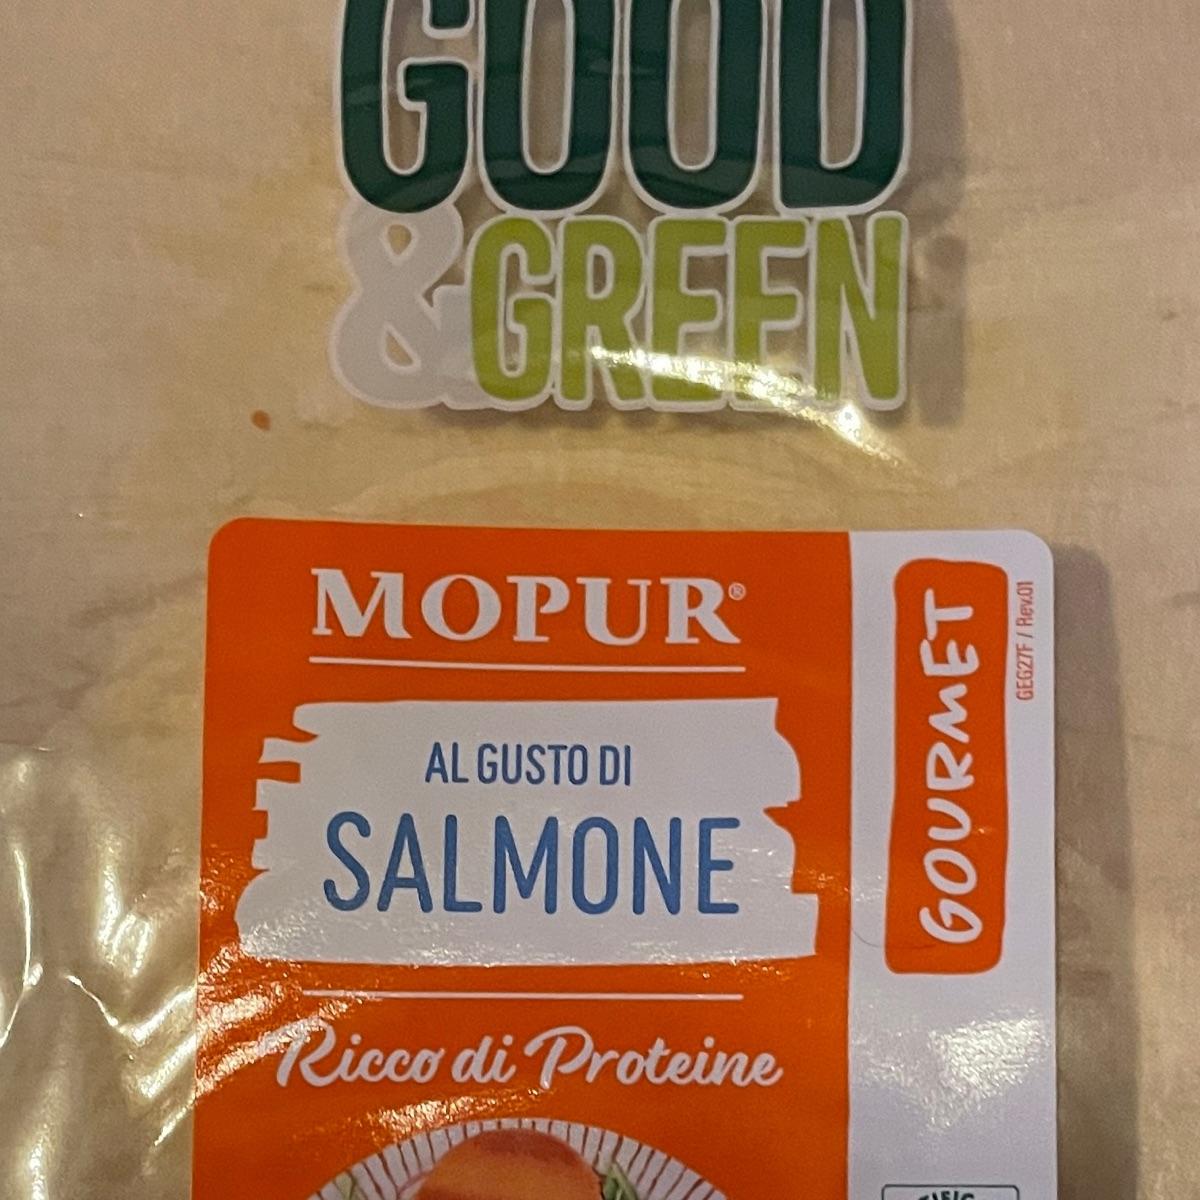 GOOD
& GREEN
MOPUR®
AL GUSTO DI
SALMONE
Ricco di Proteine
GOURMET
GEG27F / Rev.01